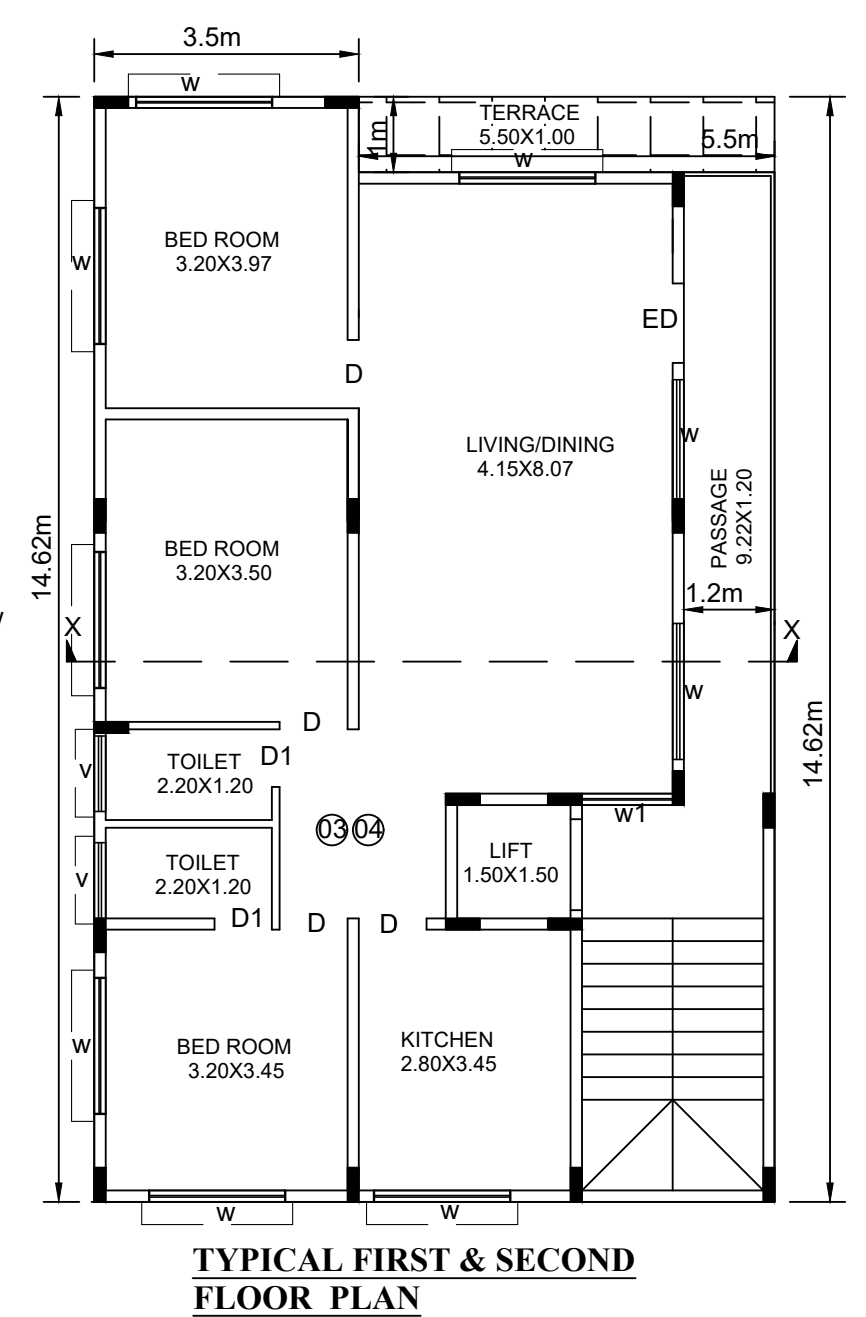 3.5m
w
TERRACE
5.50X1.00
1m
5.5m
w
BED ROOM
3.20X3.97
w
ED
D
LIVING/DINING
4.15X8.07
w
PASSAGE
9.22X1.20
BED ROOM
3.20X3.50
14.62m
w
1.2m
X
X
w
14.62m
D
TOILET
2.20X1.20
D1
v
03 04
w1
LIFT
1.50X1.50
TOILET
2.20X1.20
v
D1
D
D
BED ROOM
3.20X3.45
w
KITCHEN
2.80X3.45
w
w
TYPICAL FIRST & SECOND
FLOOR PLAN